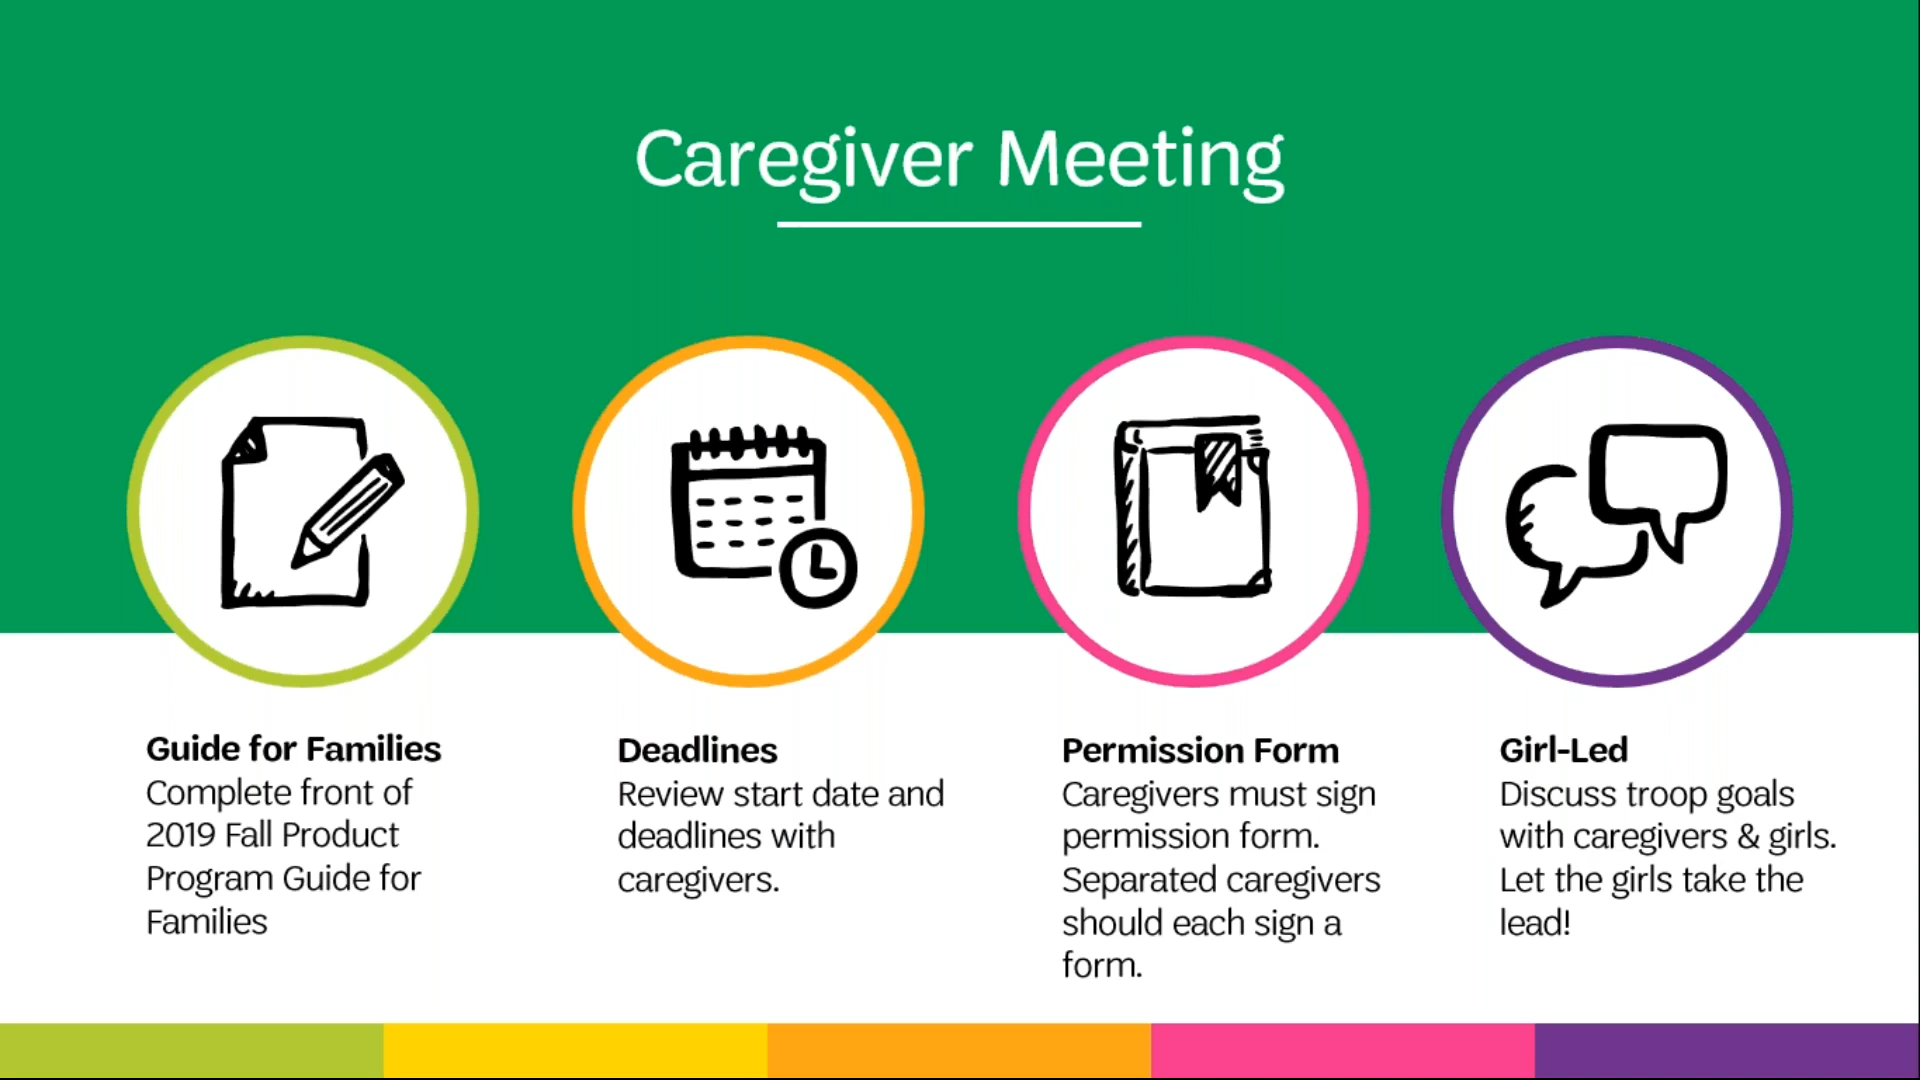 Caregiver Meeting
Guide for Families
Complete front of
2019 Fall Product
Program Guide for
Families
Deadlines
Review start date and
deadlines with
caregivers.
Permission Form
Caregivers must sign
permission form.
Separated caregivers
should each sign a
form.
Girl-Led
Discuss troop goals
with caregivers & girls.
Let the girls take the
lead!